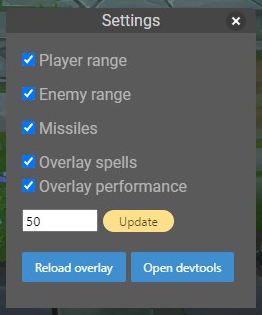 Settings
Player range
Enemy range
Missiles
Overlay spells
Overlay performance
50 Update
Reload overlay Open devtools